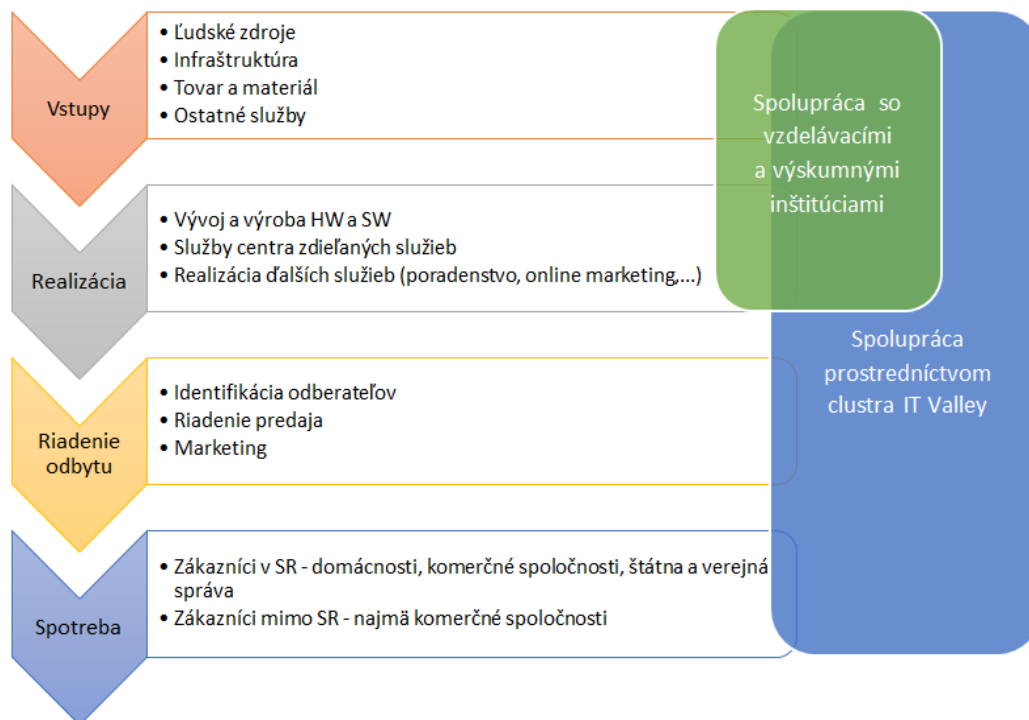 Vstupy
• Ľudské zdroje
• Infraštruktúra
• Tovar a materiál
• Ostatné služby
Spolupráca so
vzdelávacími
a výskumnými
inštitúciami
Realizácia
• Vývoj a výroba HW a SW
• Služby centra zdieľaných služieb
• Realizácia ďalších služieb (poradenstvo, online marketing,...)
Spolupráca
prostredníctvom
clustra IT Valley
Riadenie
odbytu
• Identifikácia odberateľov
• Riadenie predaja
• Marketing
Spotreba
• Zákazníci v SR - domácnosti, komerčné spoločnosti, štátna a verejná
správa
• Zákazníci mimo SR - najmä komerčné spoločnosti